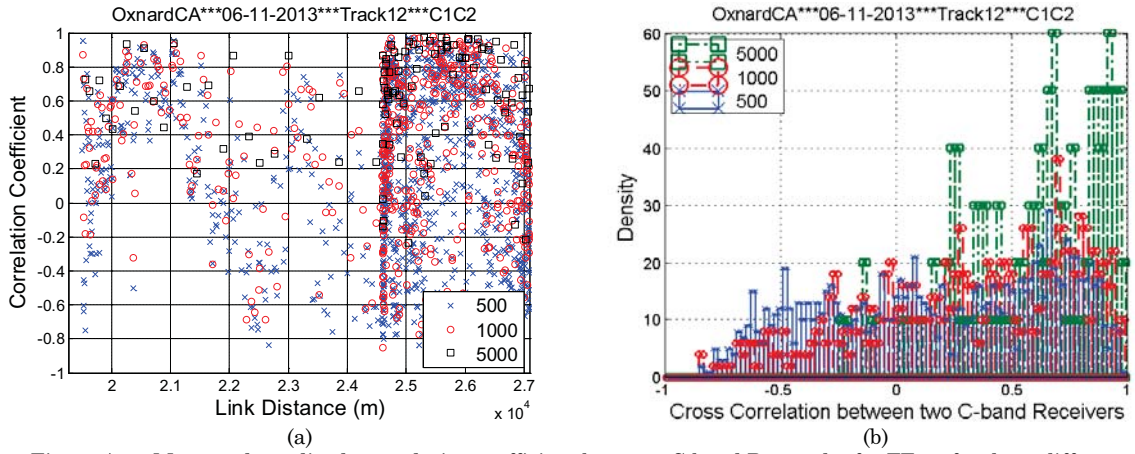 OxnardCA***06-11-2013***Track12***C1C2
1
0.8
0.6
0.4
0.2
0
-0.2
-0.4
-0.6
-0.8
-1
Correlation Coefficient
500
1000
5000
2 2.1 2.2 2.3 2.4 2.5 2.6 2.7
Link Distance (m)
x 10^4
(a)
OxnardCA***06-11-2013***Track12***C1C2
60
50
40
30
20
10
0
Density
5000
1000
500
-1 -0.5 0 0.5 1
Cross Correlation between two C-band Receivers
(b)